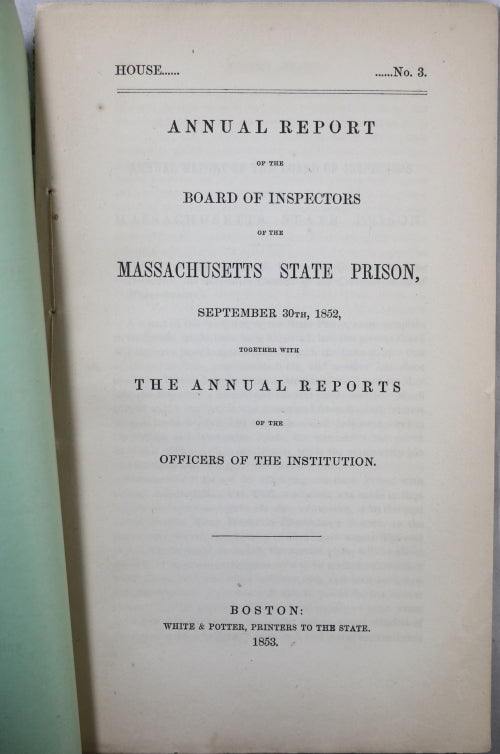 HOUSE...... ......No. 3.
ANNUAL REPORT
OF THE
BOARD OF INSPECTORS
OF THE
MASSACHUSETTS STATE PRISON,
SEPTEMBER 30TH, 1852,
TOGETHER WITH
THE ANNUAL REPORTS
OF THE
OFFICERS OF THE INSTITUTION.
BOSTON:
WHITE & POTTER, PRINTERS TO THE STATE.
1853.